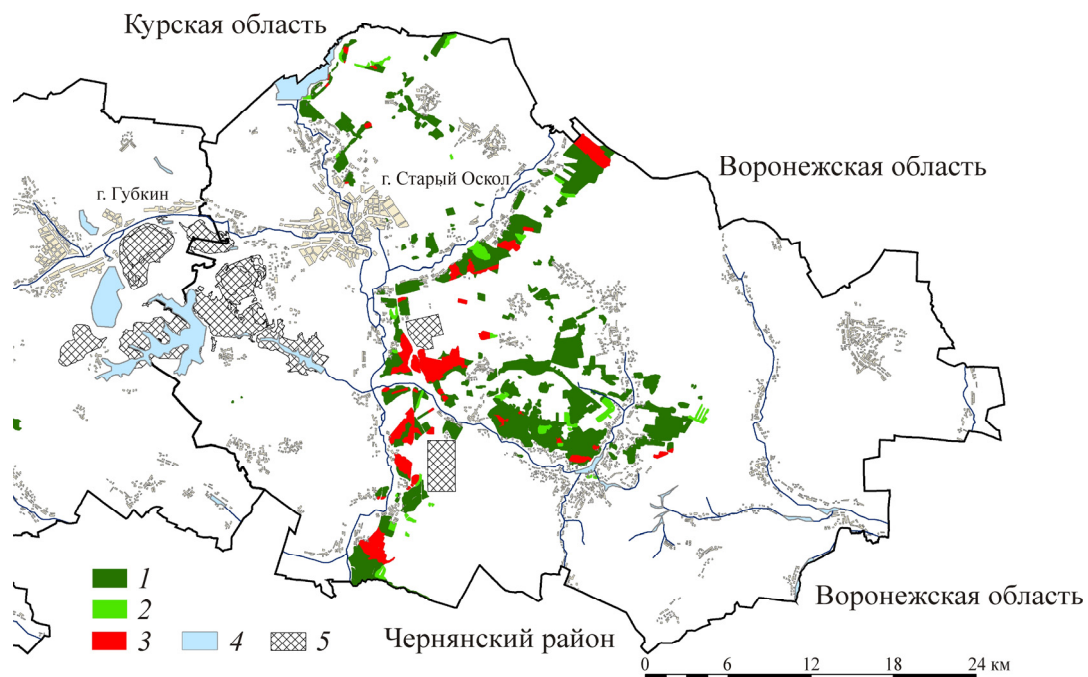 Курская область
Воронежская область
г. Губкин
г. Старый Оскол
1
2
3 4 5
Воронежская область
Чернянский район
0 6 12 18 24 км